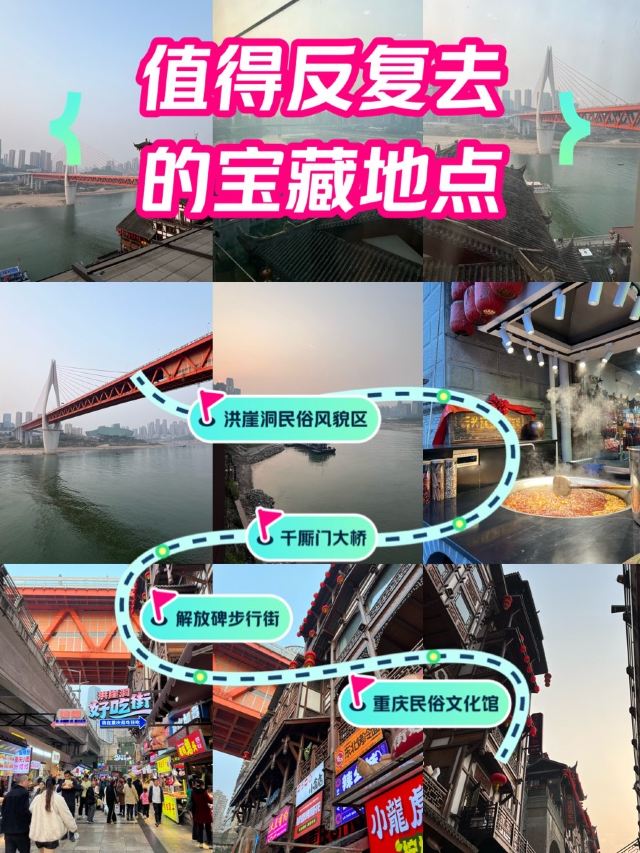 值得反复去
的宝藏地点
洪崖洞民俗风貌区
千厮门大桥
解放碑步行街
重庆民俗文化馆
洪崖洞
好吃街
小龍虎